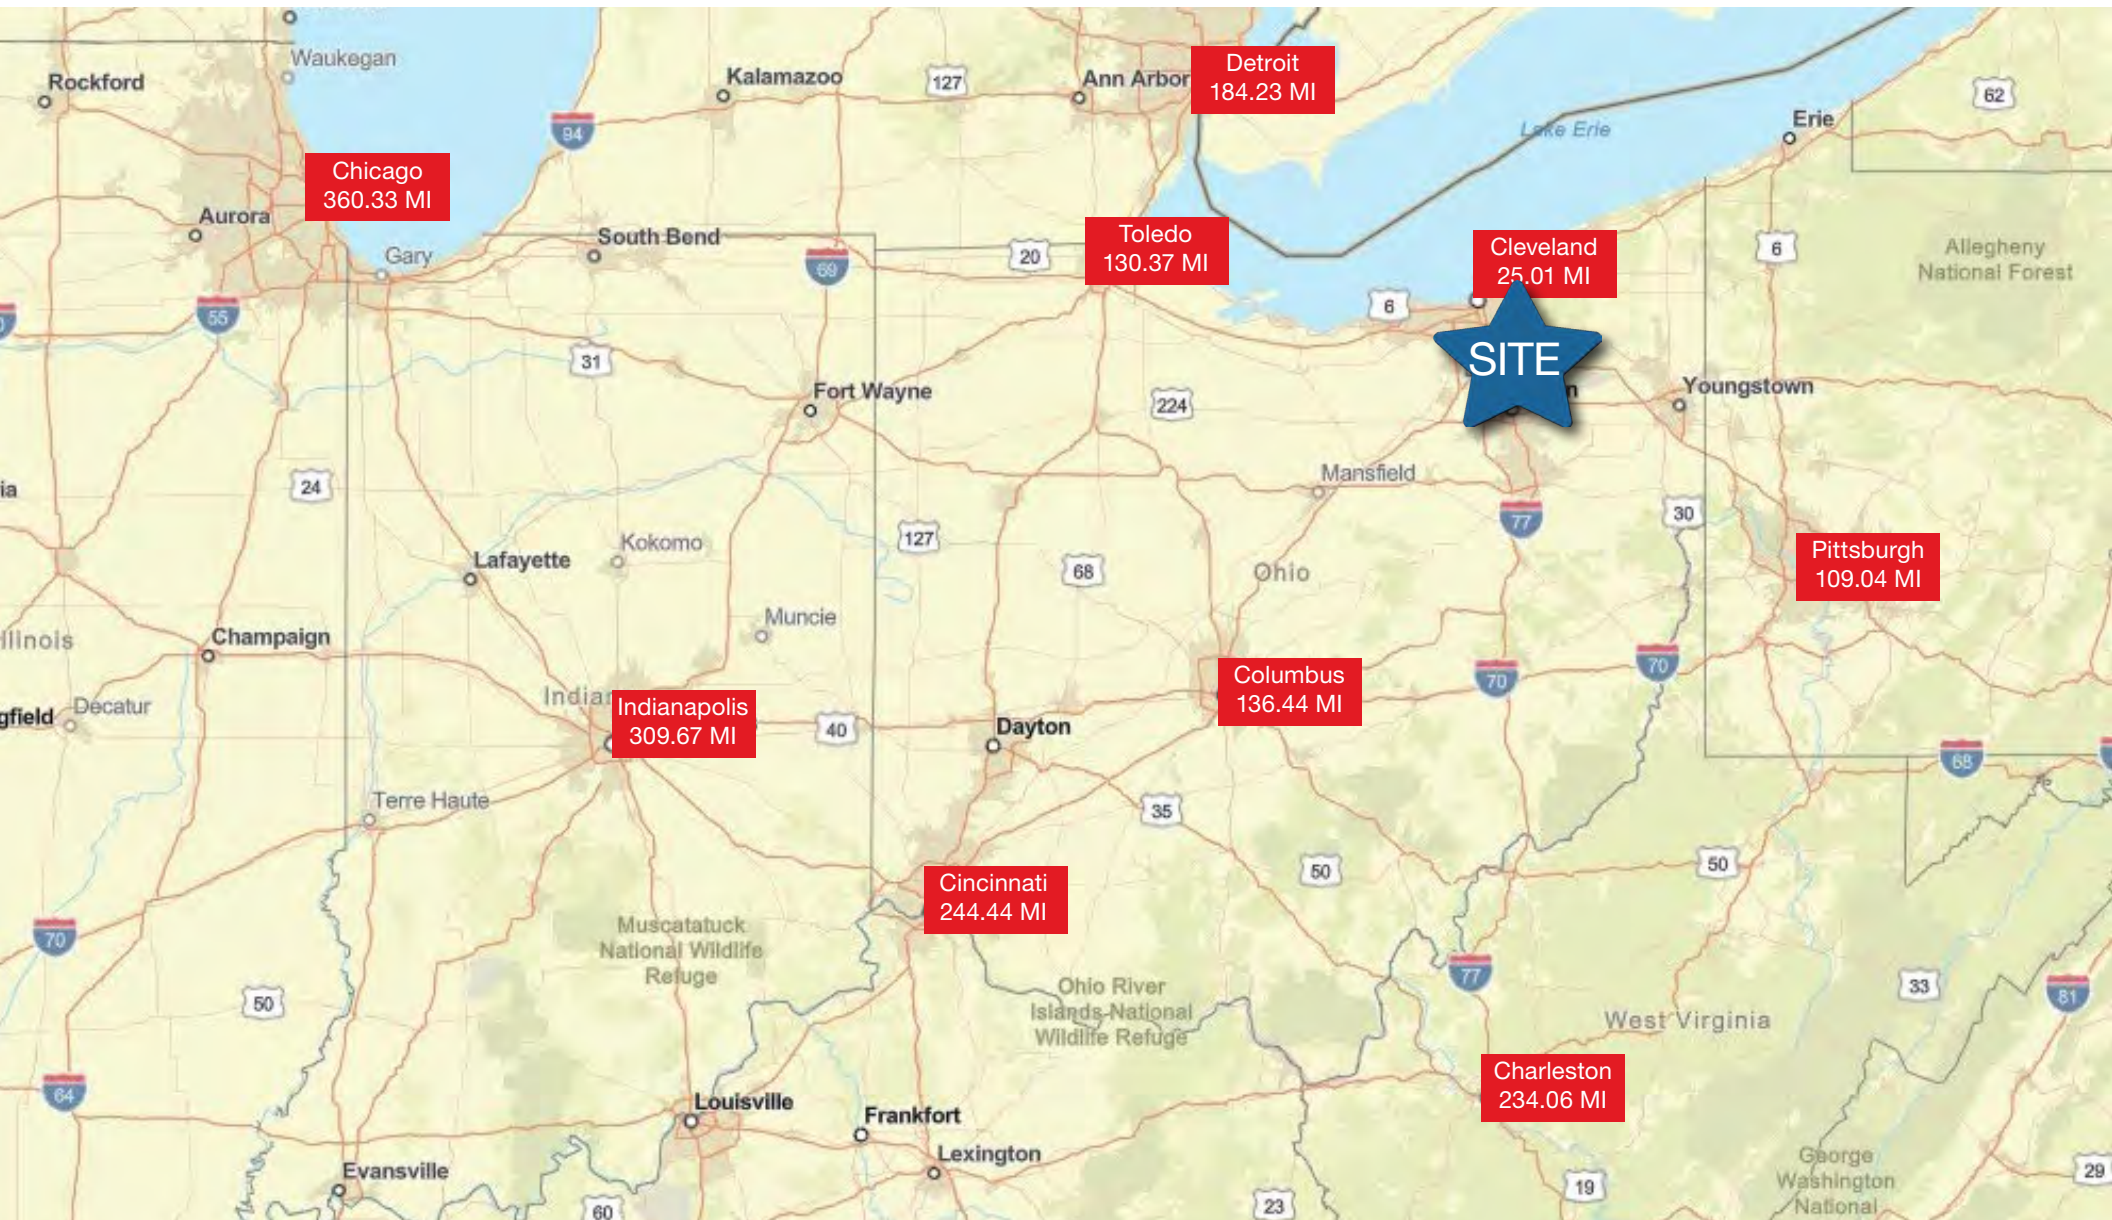 Waukegan
Rockford
Kalamazoo
127
Ann Arbor
Detroit
184.23 MI
62
Erie
Lake Erie
94
Chicago
360.33 MI
Aurora
Gary
South Bend
69
20
Toledo
130.37 MI
Cleveland
25.01 MI
6
6
Allegheny
National Forest
55
31
SITE
Fort Wayne
224
Youngstown
n
24
ia
Mansfield
77
30
Kokomo
Lafayette
127
68
Ohio
Pittsburgh
109.04 MI
Muncie
llinois
Champaign
Columbus
136.44 MI
70
70
Decatur
gfield
Indian
Indianapolis
309.67 MI
40
Dayton
68
Terre Haute
35
50
50
Cincinnati
244.44 MI
70
Muscatatuck
National Wildlife
Refuge
77
50
Ohio River
Islands National
Wildlife Refuge
33
81
West Virginia
64
Louisville
Frankfort
Charleston
234.06 MI
Evansville
Lexington
George
Washington
National
29
19
23
60